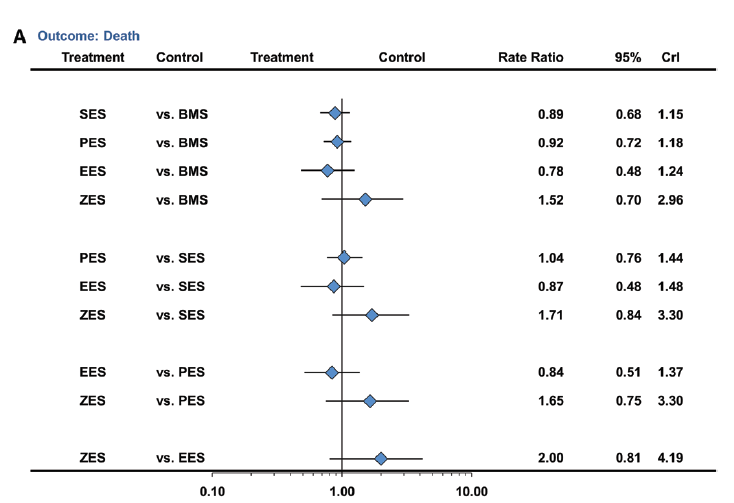 A Outcome: Death
Treatment Control Treatment Control Rate Ratio 95% CrI
SES vs. BMS 0.89 0.68 1.15
PES vs. BMS 0.92 0.72 1.18
EES vs. BMS 0.78 0.48 1.24
ZES vs. BMS 1.52 0.70 2.96
PES vs. SES 1.04 0.76 1.44
EES vs. SES 0.87 0.48 1.48
ZES vs. SES 1.71 0.84 3.30
EES vs. PES 0.84 0.51 1.37
ZES vs. PES 1.65 0.75 3.30
ZES vs. EES 2.00 0.81 4.19
0.10 1.00 10.00